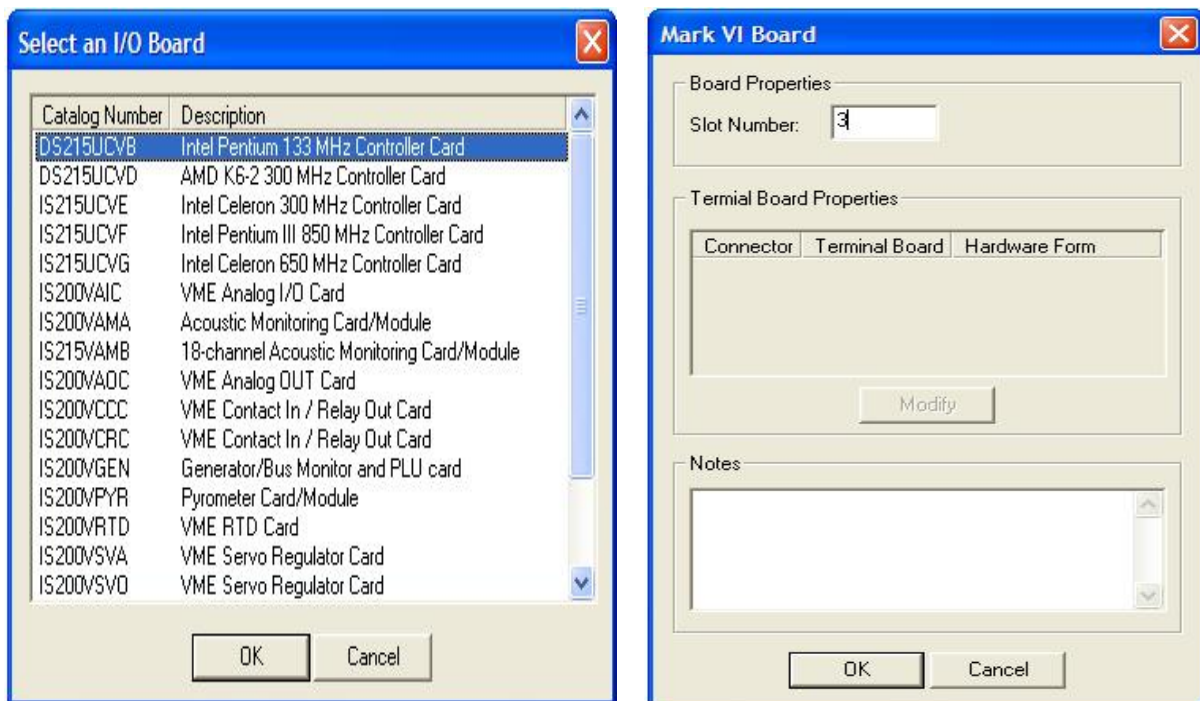 Select an I/O Board
Catalog Number Description
DS215UCVB Intel Pentium 133 MHz Controller Card
DS215UCVD AMD K6-2 300 MHz Controller Card
IS215UCVE Intel Celeron 300 MHz Controller Card
IS215UCVF Intel Pentium III 850 MHz Controller Card
IS215UCVG Intel Celeron 650 MHz Controller Card
IS200VAIC VME Analog I/O Card
IS200VAMA Acoustic Monitoring Card/Module
IS215VAMB 18-channel Acoustic Monitoring Card/Module
IS200VAOC VME Analog OUT Card
IS200VCCC VME Contact In / Relay Out Card
IS200VCRC VME Contact In / Relay Out Card
IS200VGEN Generator/Bus Monitor and PLU card
IS200VPYR Pyrometer Card/Module
IS200VRTD VME RTD Card
IS200VSVA VME Servo Regulator Card
IS200VSVO VME Servo Regulator Card
OK Cancel
Mark VI Board
Board Properties
Slot Number: 3
Termial Board Properties
Connector Terminal Board Hardware Form
Modify
Notes
OK Cancel